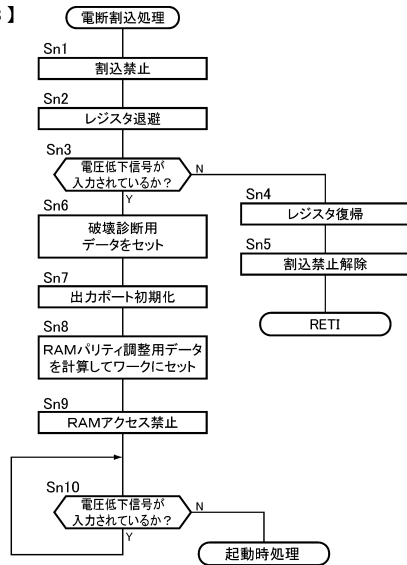 】
電断割込処理
Sn1
割込禁止
Sn2
レジスタ退避
Sn3
電圧低下信号が
入力されているか？
N
Y
Sn4
レジスタ復帰
Sn5
割込禁止解除
RETI
Sn6
破壊診断用
データをセット
Sn7
出力ポート初期化
Sn8
RAMパリティ調整用データ
を計算してワークにセット
Sn9
RAMアクセス禁止
Sn10
電圧低下信号が
入力されているか？
N
Y
起動時処理